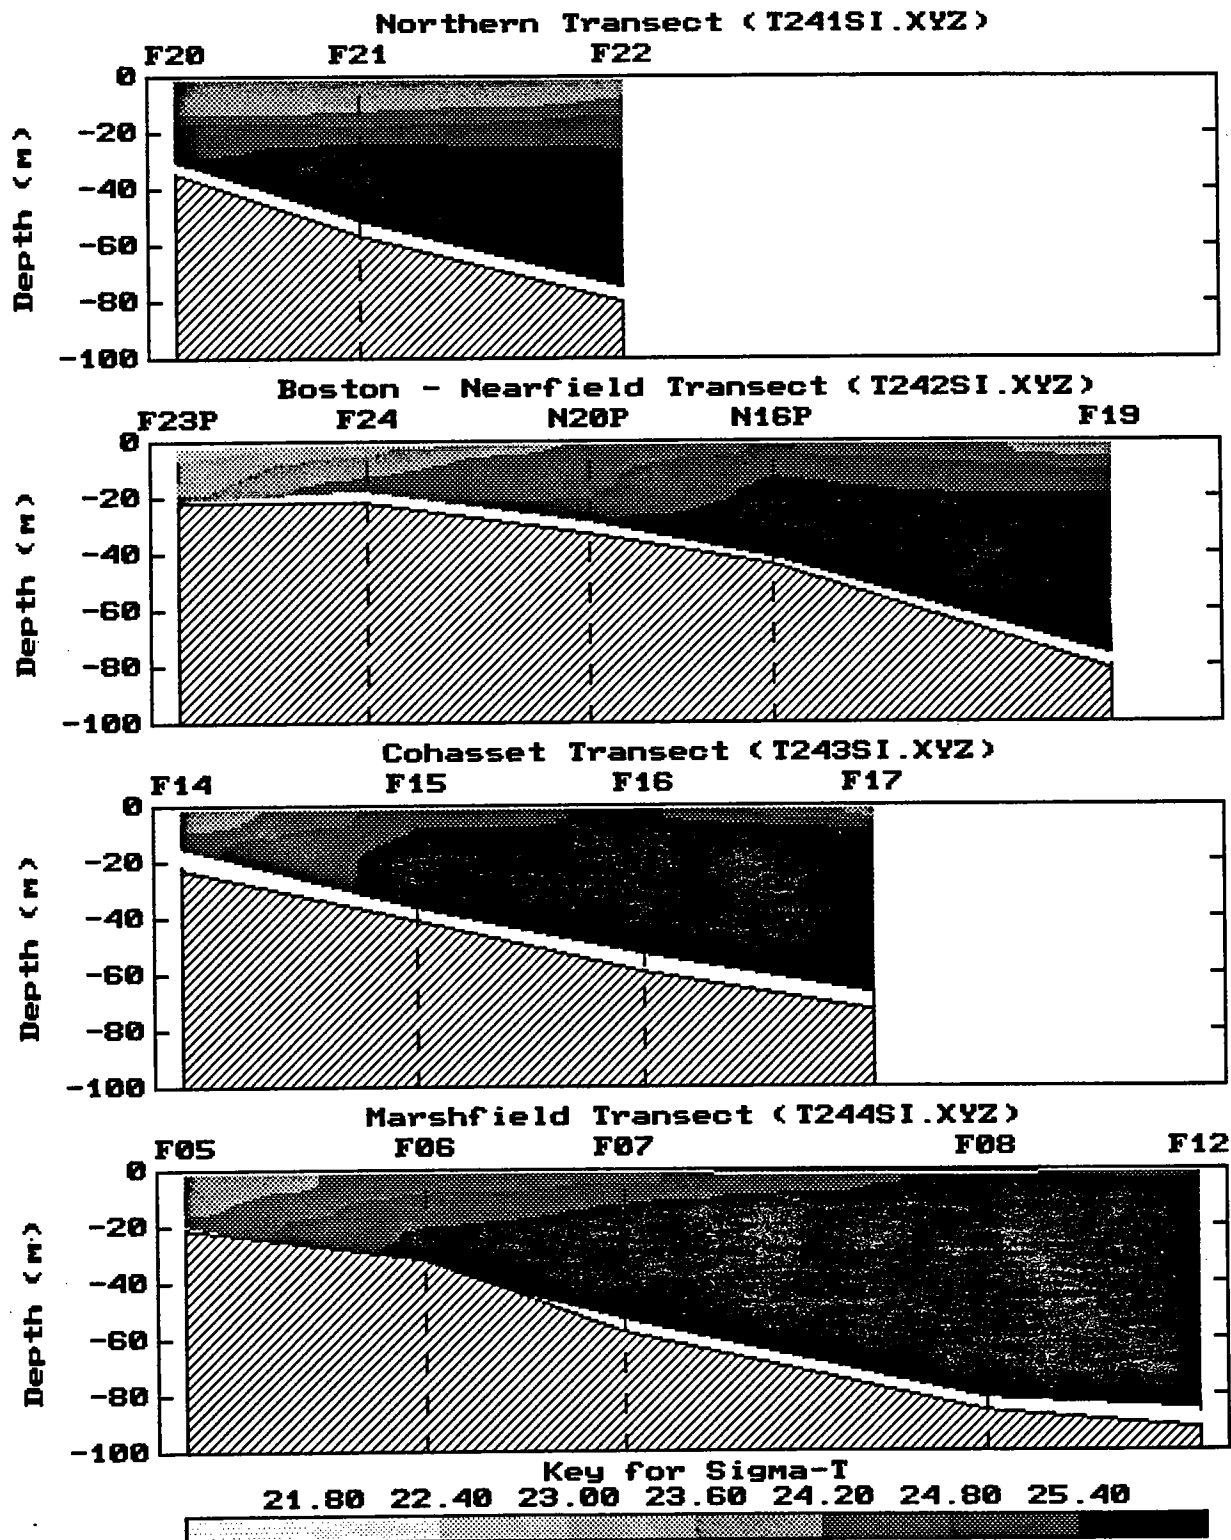 Northern Transect (T241SI.XYZ)
F20 F21 F22
0
-20
-40
-60
-80
-100
Depth (m)
Boston - Nearfield Transect (T242SI.XYZ)
F23P F24 N20P N16P F19
0
-20
-40
-60
-80
-100
Depth (m)
Cohasset Transect (T243SI.XYZ)
F14 F15 F16 F17
0
-20
-40
-60
-80
-100
Depth (m)
Marshfield Transect (T244SI.XYZ)
F05 F06 F07 F08 F12
0
-20
-40
-60
-80
-100
Depth (m)
Key for Sigma-T
21.80 22.40 23.00 23.60 24.20 24.80 25.40